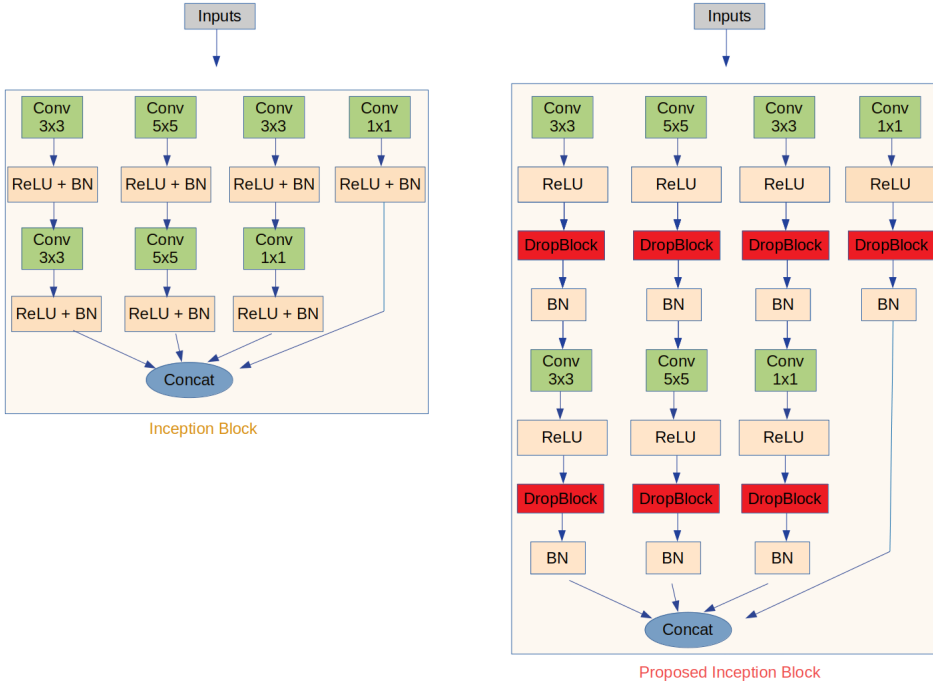 Inputs
Conv
3x3
Conv
5x5
Conv
3x3
Conv
1x1
ReLU + BN
ReLU + BN
ReLU + BN
ReLU + BN
Conv
3x3
Conv
5x5
Conv
1x1
ReLU + BN
ReLU + BN
ReLU + BN
Concat
Inception Block
Inputs
Conv
3x3
Conv
5x5
Conv
3x3
Conv
1x1
ReLU
ReLU
ReLU
ReLU
DropBlock
DropBlock
DropBlock
DropBlock
BN
BN
BN
BN
Conv
3x3
Conv
5x5
Conv
1x1
ReLU
ReLU
ReLU
DropBlock
DropBlock
DropBlock
BN
BN
BN
Concat
Proposed Inception Block